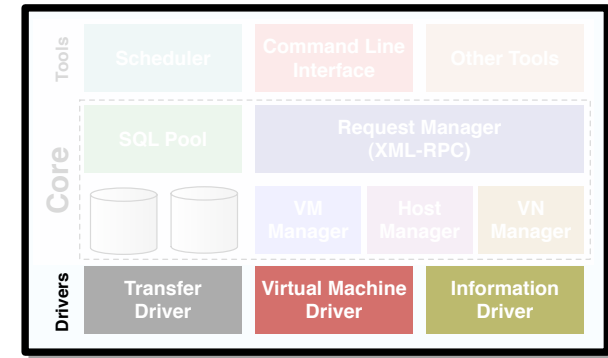 Tools
Scheduler
Command Line
Interface
Other Tools
Core
SQL Pool
Request Manager
(XML-RPC)
VM
Manager
Host
Manager
VN
Manager
Drivers
Transfer
Driver
Virtual Machine
Driver
Information
Driver